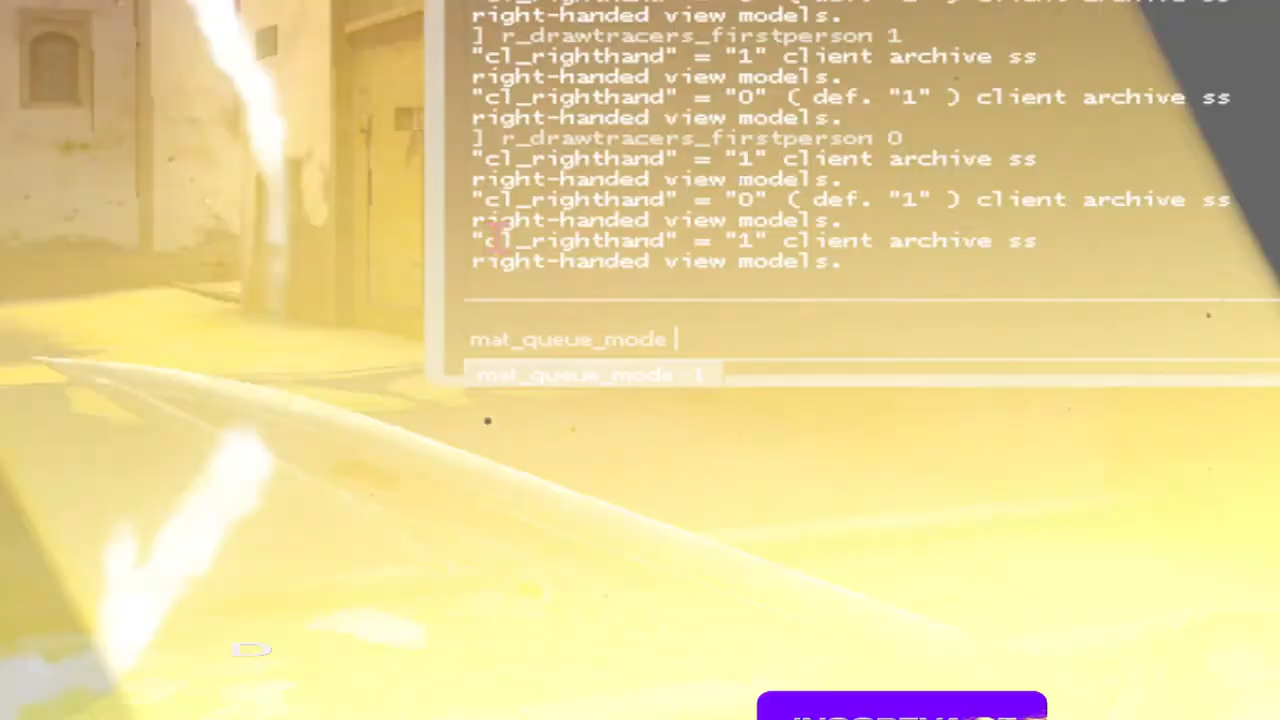 right-handed view models.
] r_drawtracers_firstperson 1
"cl_righthand" = "1" client archive ss
right-handed view models.
"cl_righthand" = "0" ( def. "1" ) client archive ss
right-handed view models.
] r_drawtracers_firstperson 0
"cl_righthand" = "1" client archive ss
right-handed view models.
"cl_righthand" = "0" ( def. "1" ) client archive ss
right-handed view models.
"cl_righthand" = "1" client archive ss
right-handed view models.
mat_queue_mode
mat_queue_mode -1